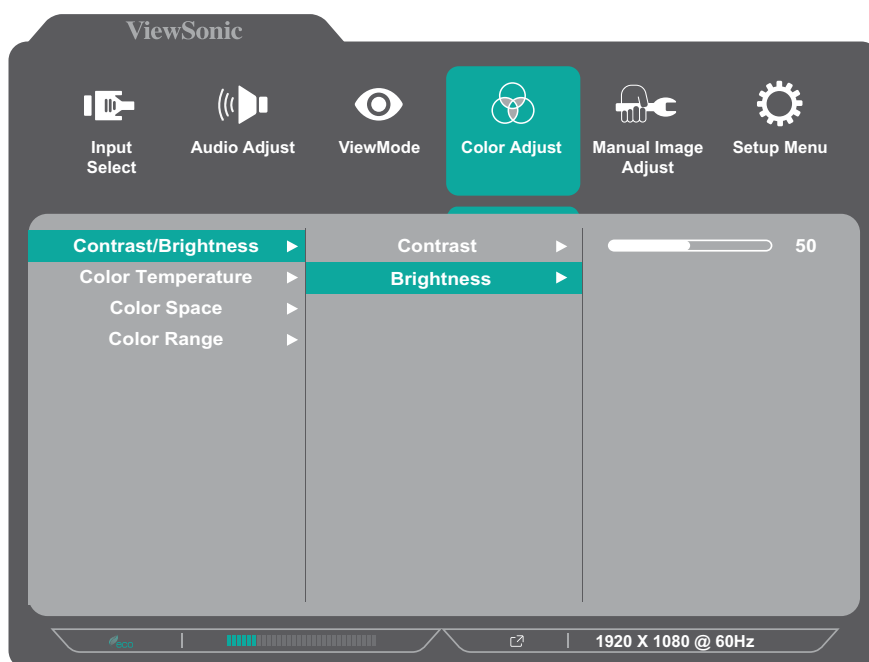 ViewSonic
Input
Select
Audio Adjust
ViewMode
Color Adjust
Manual Image
Adjust
Setup Menu
Contrast/Brightness
Contrast
50
Color Temperature
Brightness
Color Space
Color Range
eco
1920 X 1080 @ 60Hz